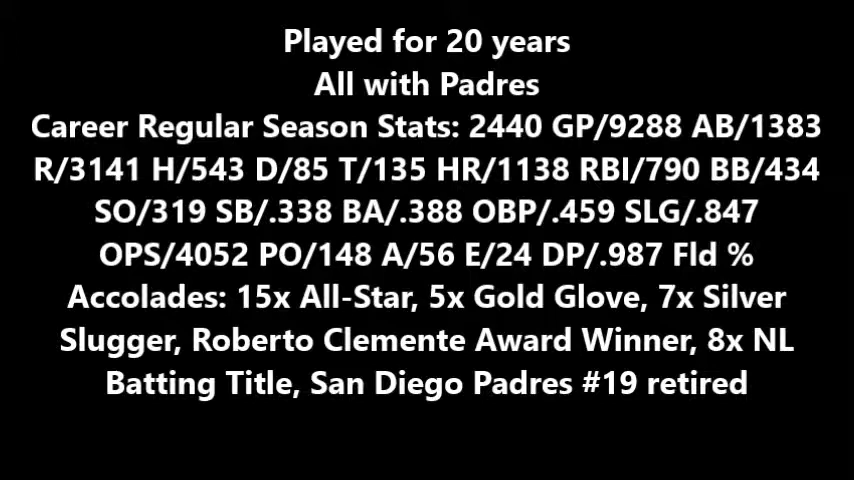 Played for 20 years
All with Padres
Career Regular Season Stats: 2440 GP/9288 AB/1383
R/3141 H/543 D/85 T/135 HR/1138 RBI/790 BB/434
SO/319 SB/.338 BA/.388 OBP/.459 SLG/.847
OPS/4052 PO/148 A/56 E/24 DP/.987 Fld %
Accolades: 15x All-Star, 5x Gold Glove, 7x Silver
Slugger, Roberto Clemente Award Winner, 8x NL
Batting Title, San Diego Padres #19 retired